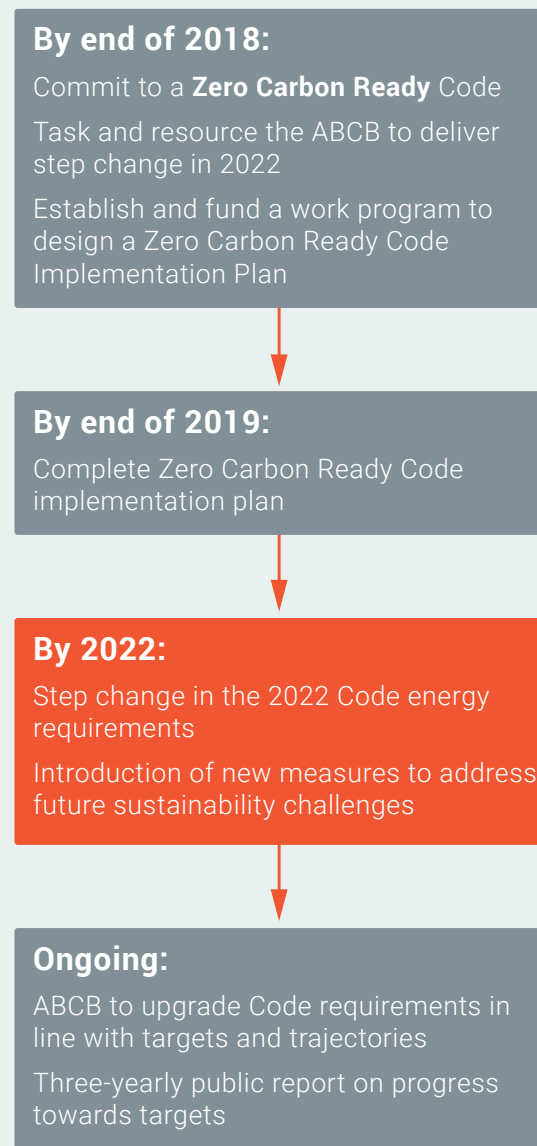 By end of 2018:
Commit to a Zero Carbon Ready Code
Task and resource the ABCB to deliver
step change in 2022
Establish and fund a work program to
design a Zero Carbon Ready Code
Implementation Plan
By end of 2019:
Complete Zero Carbon Ready Code
implementation plan
By 2022:
Step change in the 2022 Code energy
requirements
Introduction of new measures to address
future sustainability challenges
Ongoing:
ABCB to upgrade Code requirements in
line with targets and trajectories
Three-yearly public report on progress
towards targets